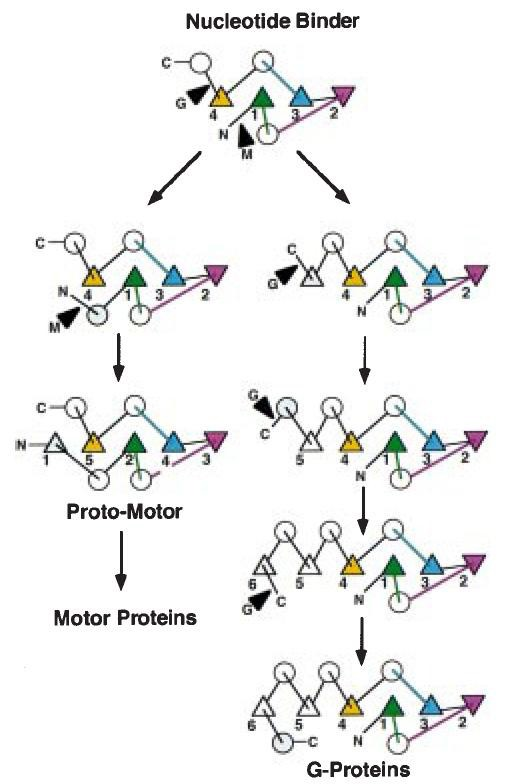 Nucleotide Binder
C
G
4 1 3 2
N
M
C
C
N 4 1 3 2
G 4 1 3 2
M
N
G
C
C
N
1 5 2 4 3
5 4 1 3 2
N
Proto-Motor
6 5 4 1 3 2
G C
N
Motor Proteins
6 5 4 1 3 2
C N
G-Proteins